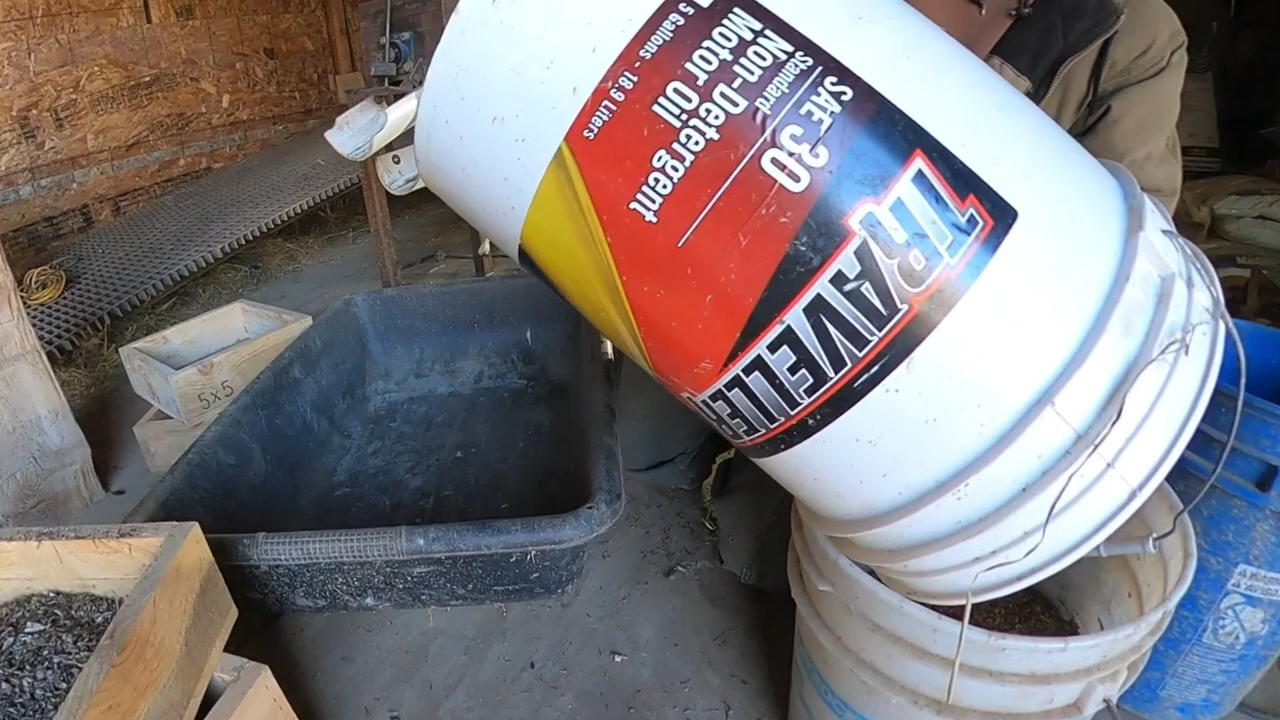 TRAVELLER
SAE 30
Standard
Non-Detergent
Motor Oil
5 Gallons - 18.9 Liters
5x5